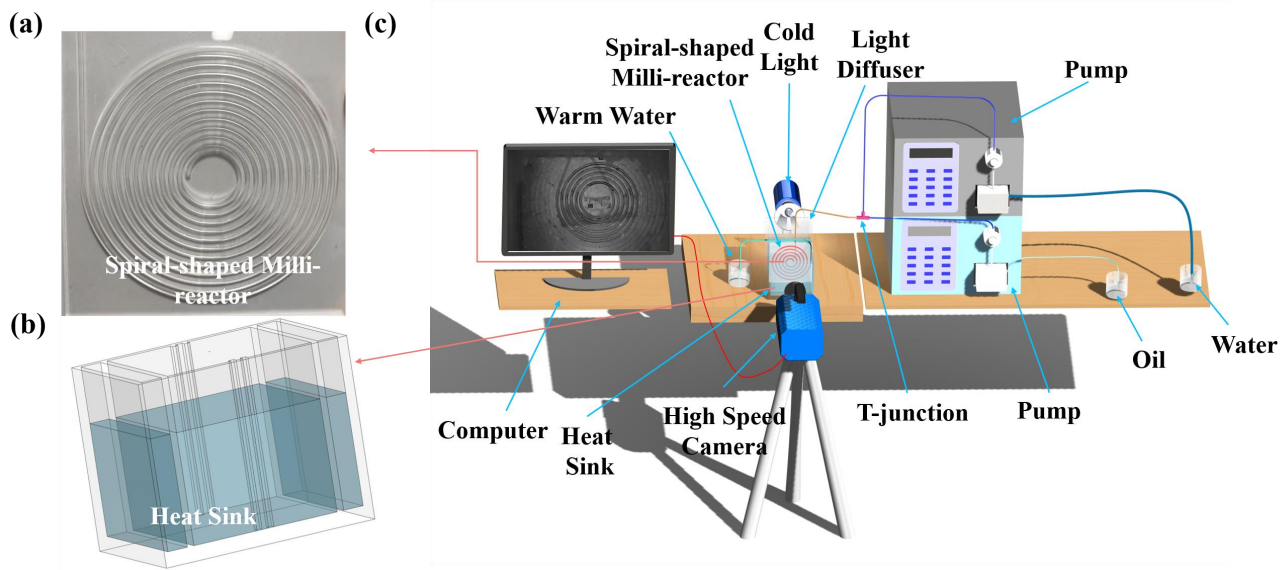 (a)
Spiral-shaped Milli-
reactor
(b)
Heat Sink
(c)
Spiral-shaped
Milli-reactor
Cold
Light
Light
Diffuser
Pump
Warm Water
Computer
Heat
Sink
High Speed
Camera
T-junction
Pump
Oil
Water